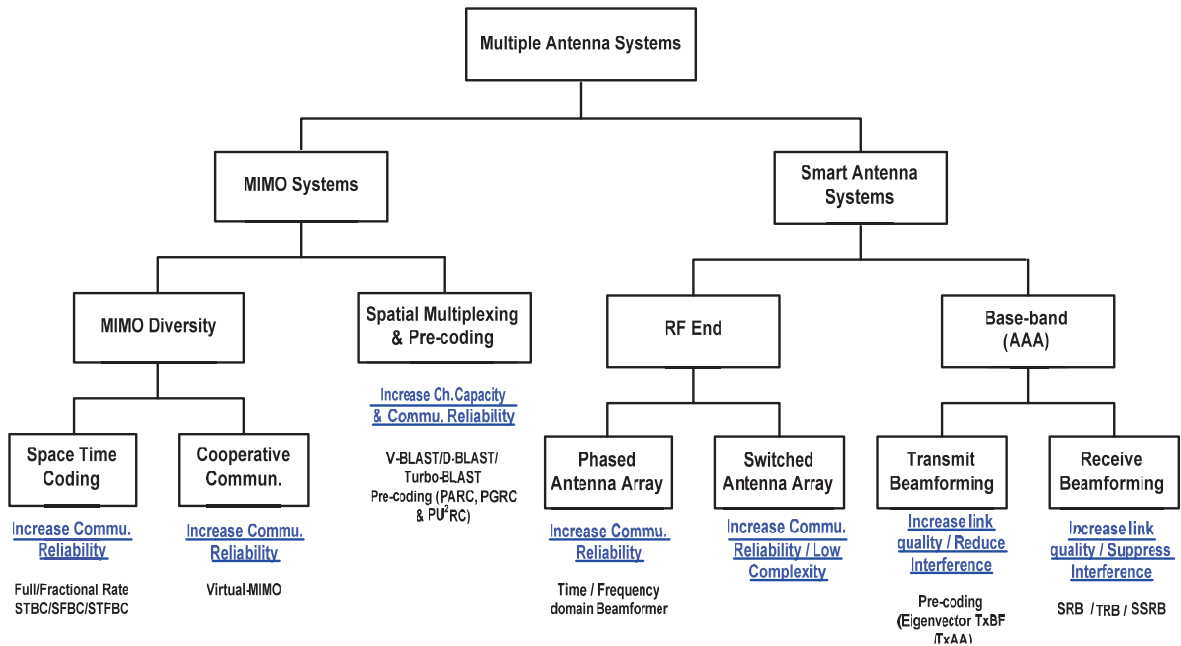 Multiple Antenna Systems
MIMO Systems
Smart Antenna
Systems
MIMO Diversity
Spatial Multiplexing
& Pre-coding
RF End
Base-band
(AAA)
Increase Ch.Capacity
& Commu. Reliability
V-BLAST/D-BLAST/
Turbo-BLAST
Pre-coding (PARC, PGRC
& PU²RC)
Space Time
Coding
Increase Commu.
Reliability
Full/Fractional Rate
STBC/SFBC/STFBC
Cooperative
Commun.
Increase Commu.
Reliability
Virtual-MIMO
Phased
Antenna Array
Increase Commu.
Reliability
Time / Frequency
domain Beamformer
Switched
Antenna Array
Increase Commu.
Reliability / Low
Complexity
Transmit
Beamforming
Increase link
quality / Reduce
Interference
Pre-coding
(Eigenvector TxBF
/TxAA)
Receive
Beamforming
Increase link
quality / Suppress
Interference
SRB / TRB / SSRB